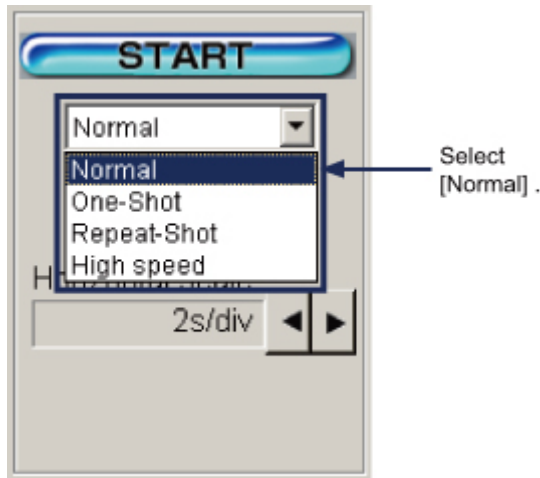 START
Normal
Normal
One-Shot
Repeat-Shot
High speed
2s/div
Select
[Normal] .